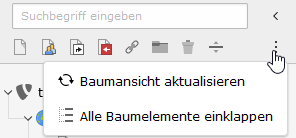 Suchbegriff eingeben
Baumansicht aktualisieren
Alle Baumelemente einklappen